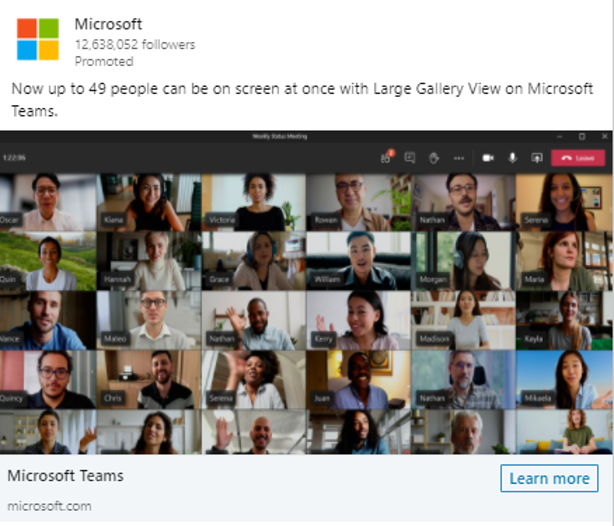 Microsoft
12,638,052 followers
Promoted
Now up to 49 people can be on screen at once with Large Gallery View on Microsoft
Teams.
Weekly Status Meeting
1:22:06
2
Leave
Oscar Kiana Victoria Rowan Nathan Serena
Quin Hannah Grace William Morgan Maria
Vance Mateo Nathan Kerry Madison Kayla
Quincy Chris Serena Juan Nathan Mikaela
Microsoft Teams
Learn more
microsoft.com